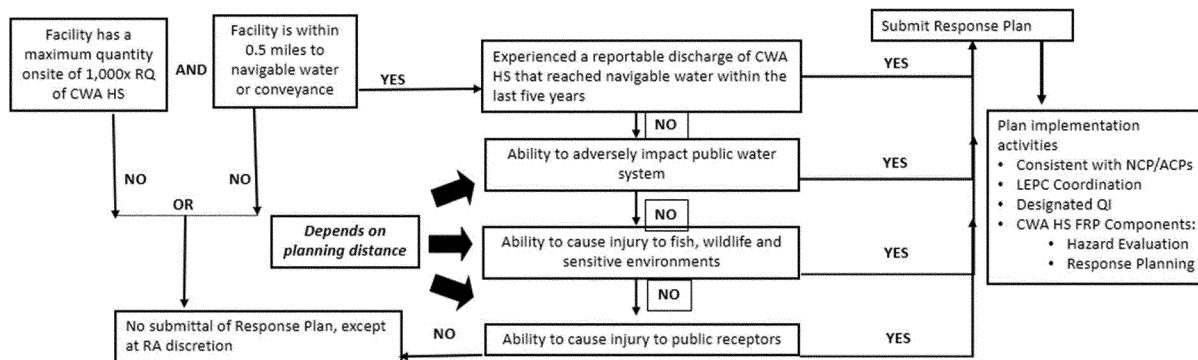 Facility has a
maximum quantity
onsite of 1,000x RQ
of CWA HS
AND
Facility is within
0.5 miles to
navigable water
or conveyance
YES
Experienced a reportable discharge of CWA
HS that reached navigable water within the
last five years
YES
Submit Response Plan
NO
Ability to adversely impact public water
system
YES
Plan implementation
activities
• Consistent with NCP/ACPs
• LEPC Coordination
• Designated QI
• CWA HS FRP Components:
• Hazard Evaluation
• Response Planning
NO
NO
OR
Depends on
planning distance
NO
Ability to cause injury to fish, wildlife and
sensitive environments
YES
NO
No submittal of Response Plan, except
at RA discretion
NO
Ability to cause injury to public receptors
YES